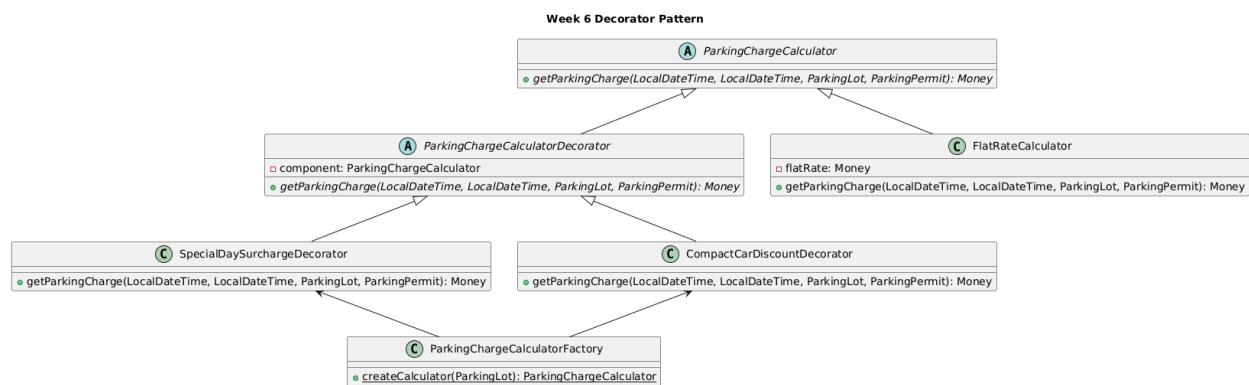 Week 6 Decorator Pattern
A ParkingChargeCalculator
getParkingCharge(LocalDateTime, LocalDateTime, ParkingLot, ParkingPermit): Money
A ParkingChargeCalculatorDecorator
component: ParkingChargeCalculator
getParkingCharge(LocalDateTime, LocalDateTime, ParkingLot, ParkingPermit): Money
C FlatRateCalculator
flatRate: Money
getParkingCharge(LocalDateTime, LocalDateTime, ParkingLot, ParkingPermit): Money
C SpecialDaySurchargeDecorator
getParkingCharge(LocalDateTime, LocalDateTime, ParkingLot, ParkingPermit): Money
C CompactCarDiscountDecorator
getParkingCharge(LocalDateTime, LocalDateTime, ParkingLot, ParkingPermit): Money
C ParkingChargeCalculatorFactory
createCalculator(ParkingLot): ParkingChargeCalculator